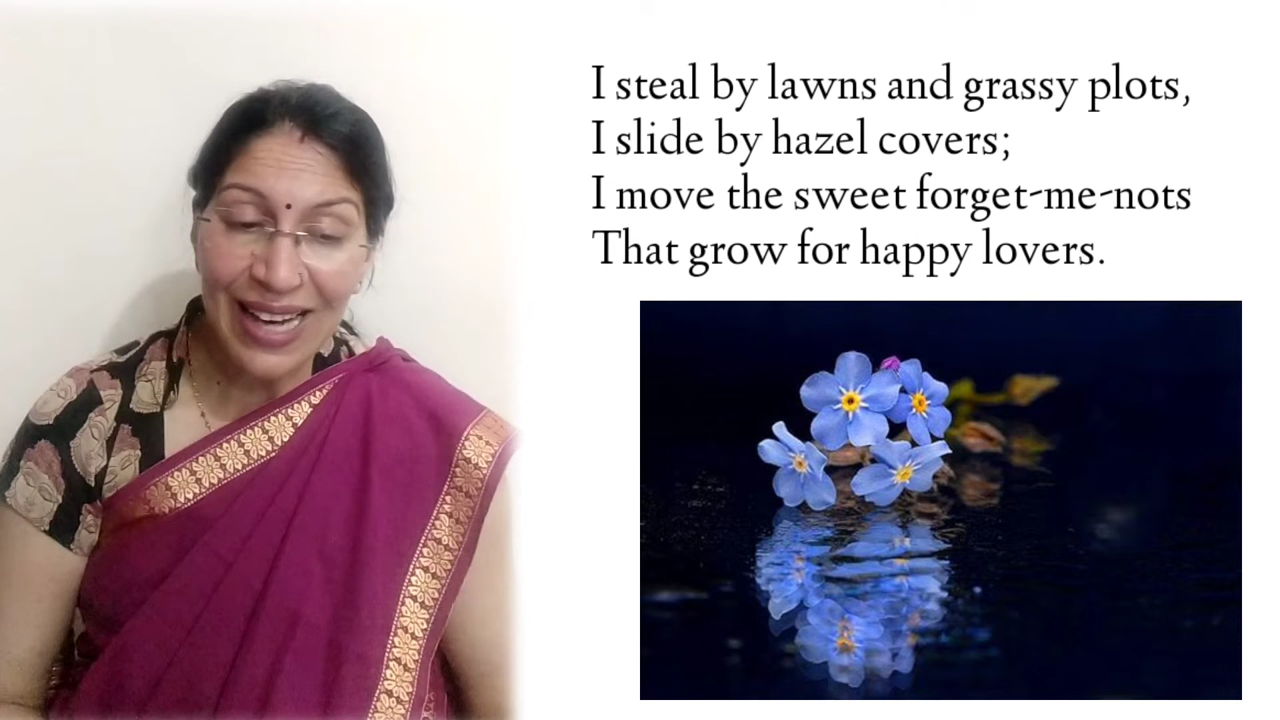 I steal by lawns and grassy plots,
I slide by hazel covers;
I move the sweet forget-me-nots
That grow for happy lovers.